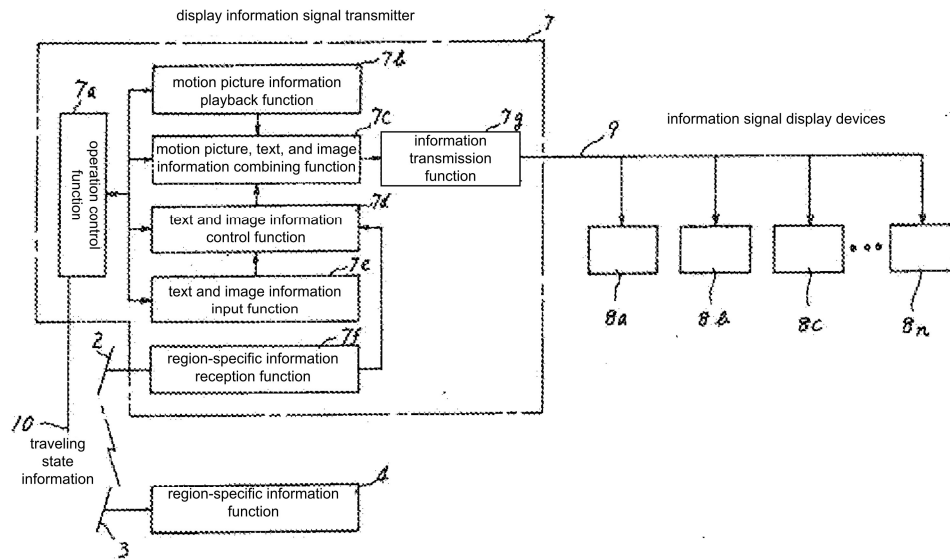 display information signal transmitter
7
7a
operation control
function
7b
motion picture information
playback function
7c
motion picture, text, and image
information combining function
7d
text and image information
control function
7e
text and image information
input function
7f
region-specific information
reception function
7g
information
transmission
function
9
information signal display devices
8a
8b
8c
8n
2
10
traveling
state
information
3
region-specific information
function
4